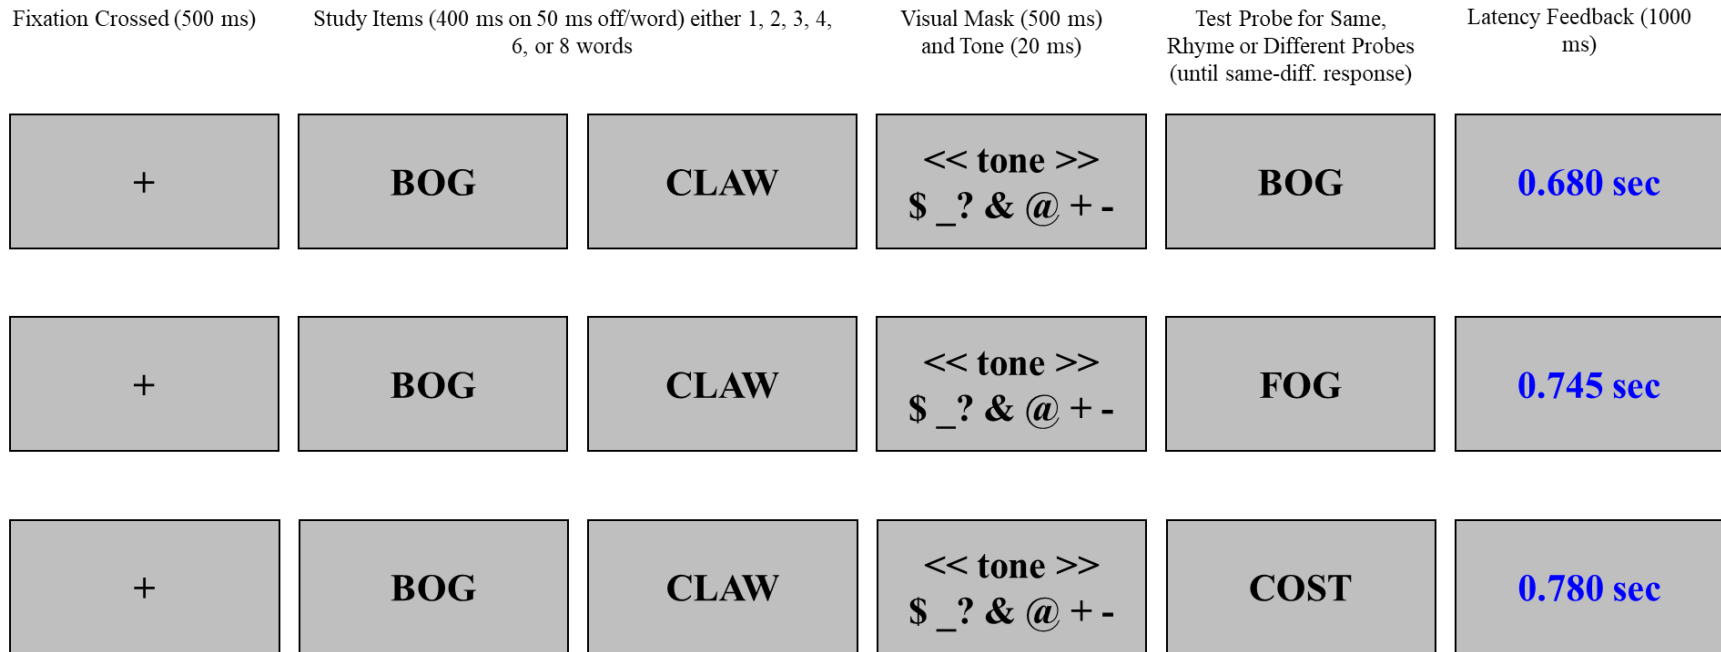 Fixation Crossed (500 ms)
Study Items (400 ms on 50 ms off/word) either 1, 2, 3, 4,
6, or 8 words
Visual Mask (500 ms)
and Tone (20 ms)
Test Probe for Same,
Rhyme or Different Probes
(until same-diff. response)
Latency Feedback (1000
ms)
+
BOG
CLAW
<< tone >>
$ _? & @ + -
BOG
0.680 sec
+
BOG
CLAW
<< tone >>
$ _? & @ + -
FOG
0.745 sec
+
BOG
CLAW
<< tone >>
$ _? & @ + -
COST
0.780 sec